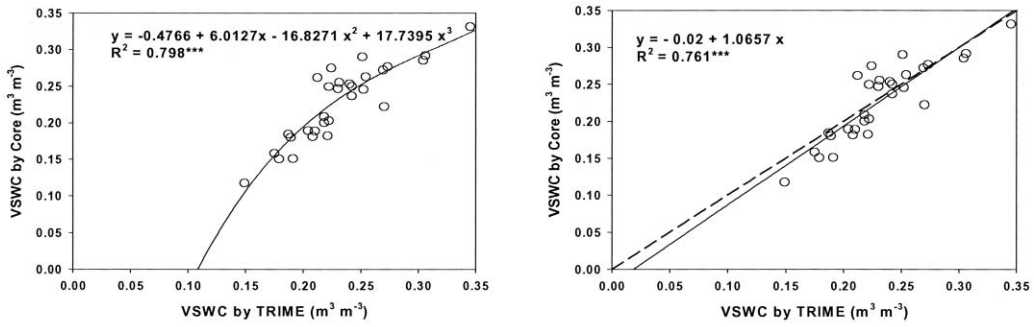 y = -0.4766 + 6.0127x - 16.8271 x² + 17.7395 x³
R² = 0.798***
0.35
0.30
0.25
0.20
0.15
0.10
0.05
0.00
VSWC by Core (m³ m⁻³)
0.00 0.05 0.10 0.15 0.20 0.25 0.30 0.35
VSWC by TRIME (m³ m⁻³)
y = - 0.02 + 1.0657 x
R² = 0.761***
0.35
0.30
0.25
0.20
0.15
0.10
0.05
0.00
VSWC by Core (m³ m⁻³)
0.00 0.05 0.10 0.15 0.20 0.25 0.30 0.35
VSWC by TRIME (m³ m⁻³)